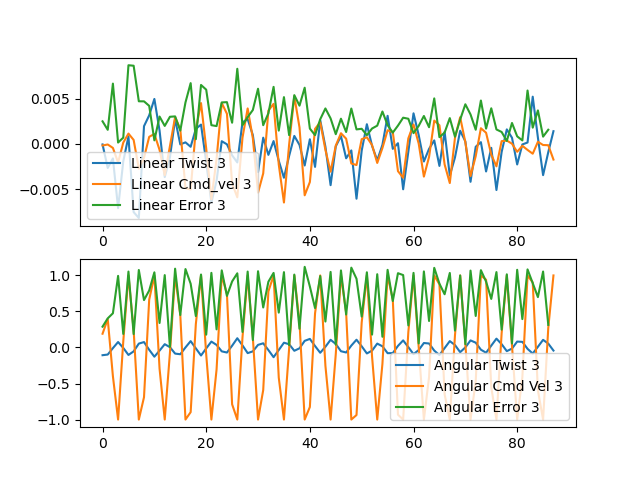 0.005
0.000
−0.005
Linear Twist 3
Linear Cmd_vel 3
Linear Error 3
0 20 40 60 80
1.0
0.5
0.0
−0.5
−1.0
Angular Twist 3
Angular Cmd Vel 3
Angular Error 3
0 20 40 60 80